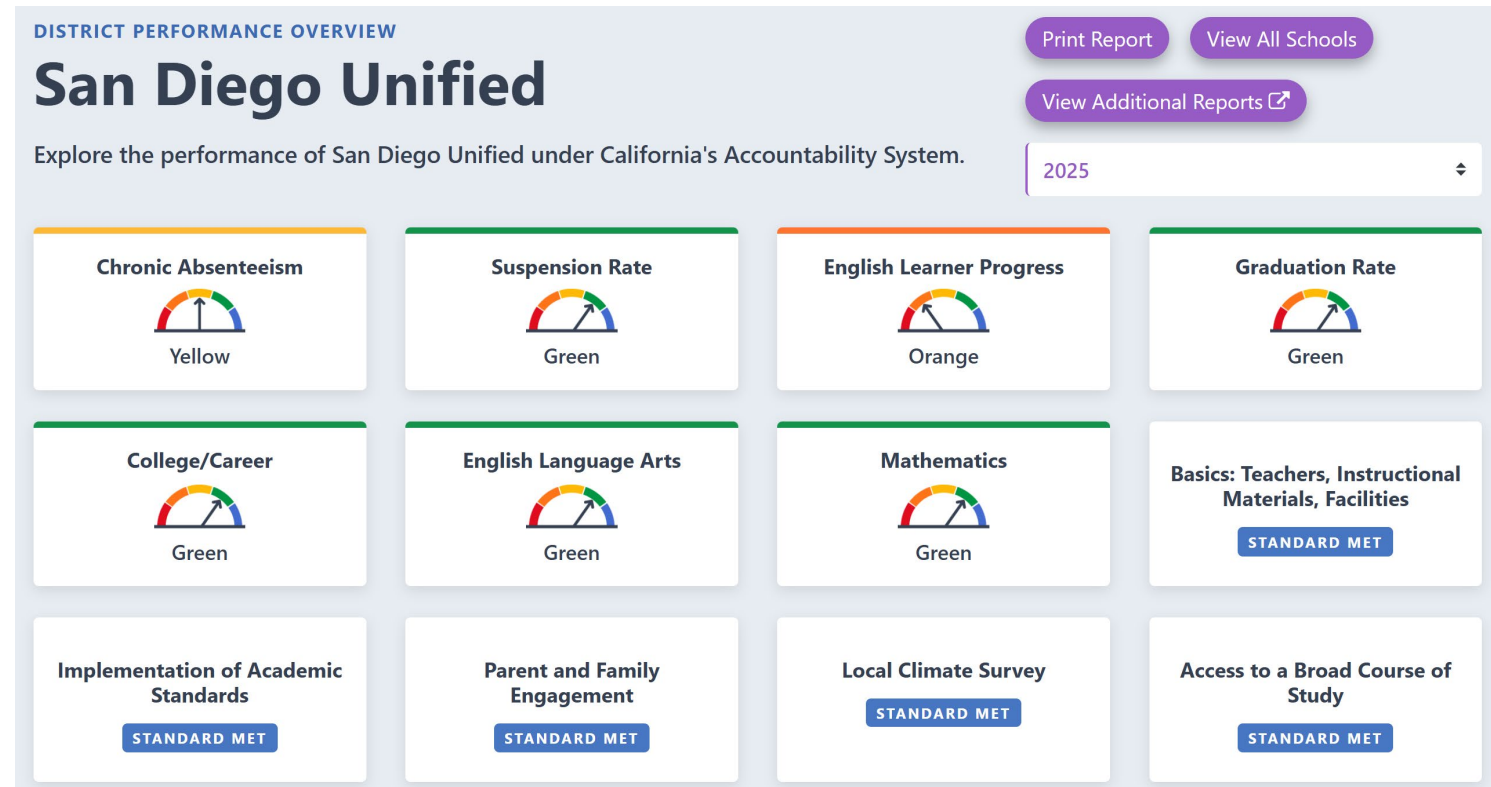 DISTRICT PERFORMANCE OVERVIEW
San Diego Unified
Explore the performance of San Diego Unified under California's Accountability System.
Print Report
View All Schools
View Additional Reports
2025
Chronic Absenteeism
Yellow
Suspension Rate
Green
English Learner Progress
Orange
Graduation Rate
Green
College/Career
Green
English Language Arts
Green
Mathematics
Green
Basics: Teachers, Instructional
Materials, Facilities
STANDARD MET
Implementation of Academic
Standards
STANDARD MET
Parent and Family
Engagement
STANDARD MET
Local Climate Survey
STANDARD MET
Access to a Broad Course of
Study
STANDARD MET